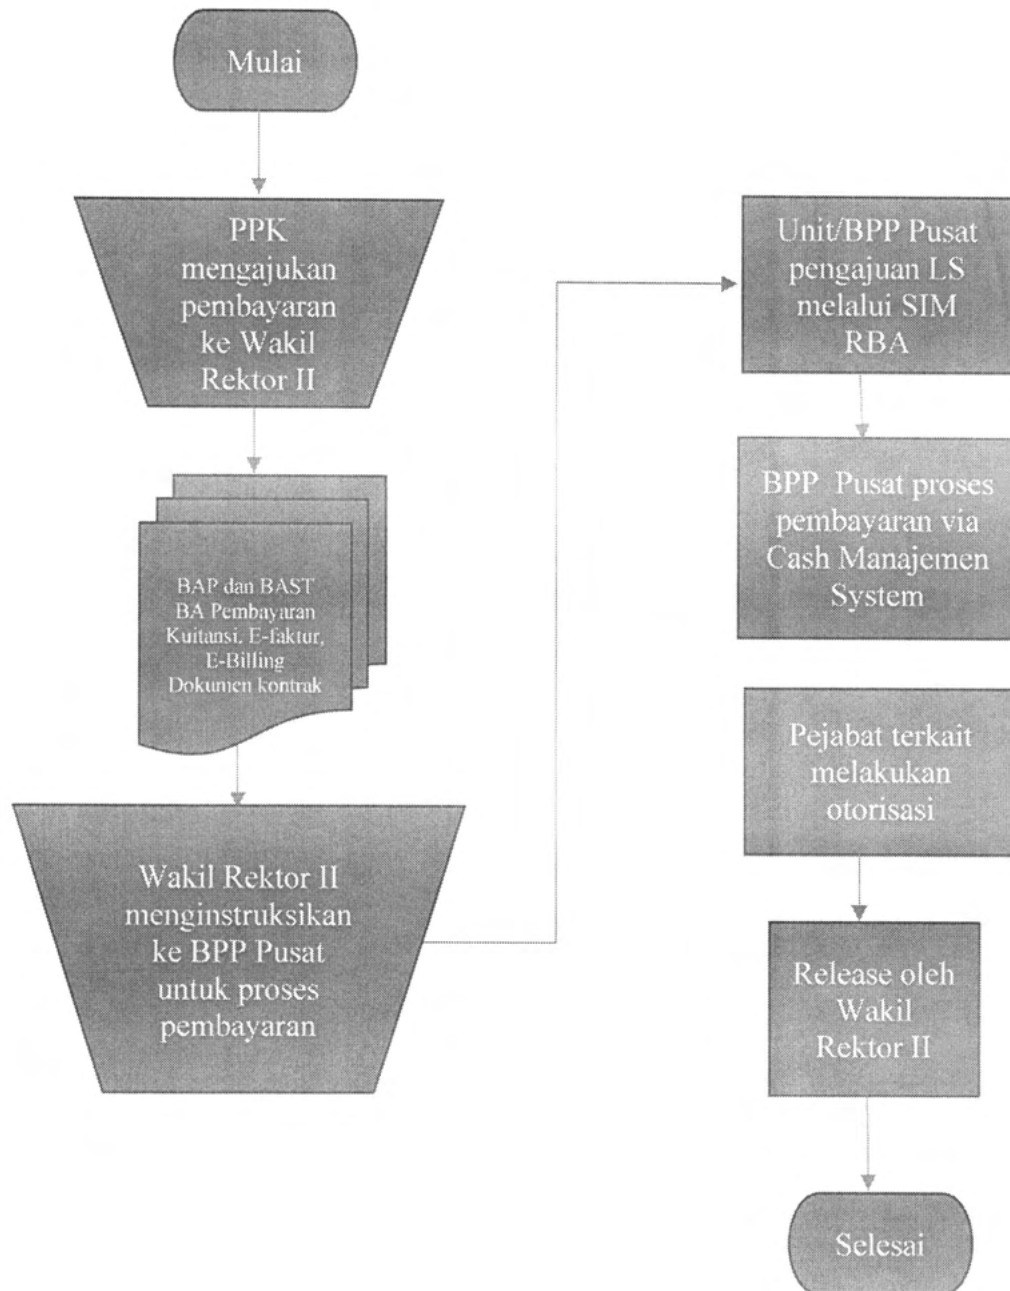 Mulai
PPK
mengajukan
pembayaran
ke Wakil
Rektor II
BAP dan BAST
BA Pembayaran
Kuitansi, E-faktur,
E-Billing
Dokumen kontrak
Wakil Rektor II
menginstruksikan
ke BPP Pusat
untuk proses
pembayaran
Unit/BPP Pusat
pengajuan LS
melalui SIM
RBA
BPP Pusat proses
pembayaran via
Cash Manajemen
System
Pejabat terkait
melakukan
otorisasi
Release oleh
Wakil
Rektor II
Selesai